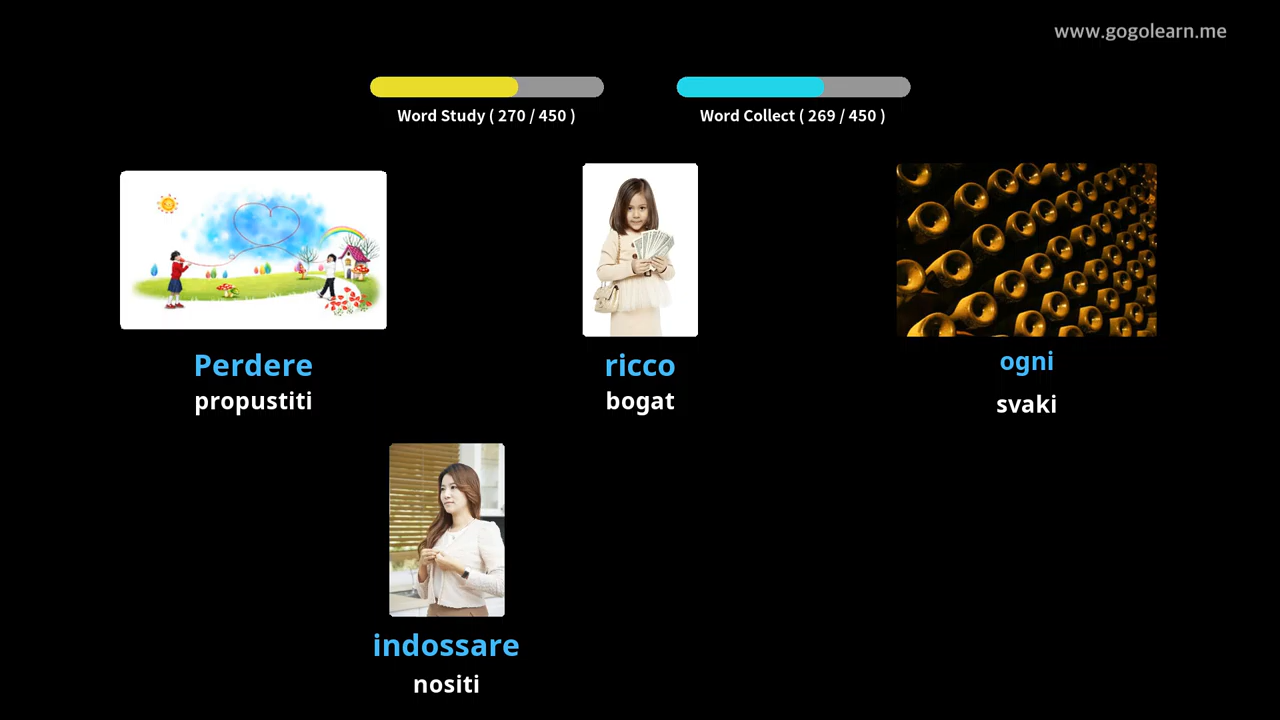 www.gogolearn.me
Word Study ( 270 / 450 )
Word Collect ( 269 / 450 )
Perdere
propustiti
ricco
bogat
ogni
svaki
indossare
nositi